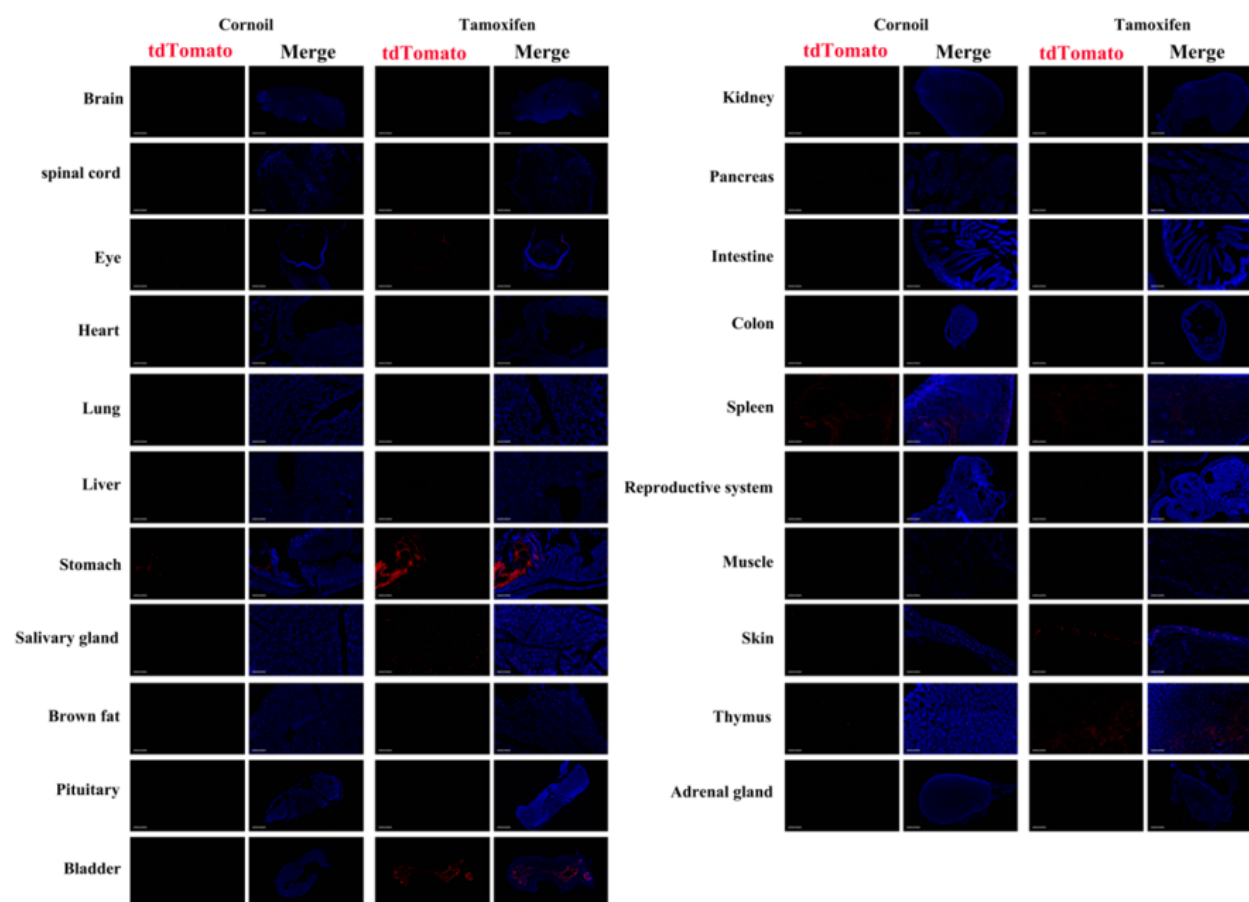 Cornoil Tamoxifen
tdTomato Merge tdTomato Merge
Brain
spinal cord
Eye
Heart
Lung
Liver
Stomach
Salivary gland
Brown fat
Pituitary
Bladder
Cornoil Tamoxifen
tdTomato Merge tdTomato Merge
Kidney
Pancreas
Intestine
Colon
Spleen
Reproductive system
Muscle
Skin
Thymus
Adrenal gland